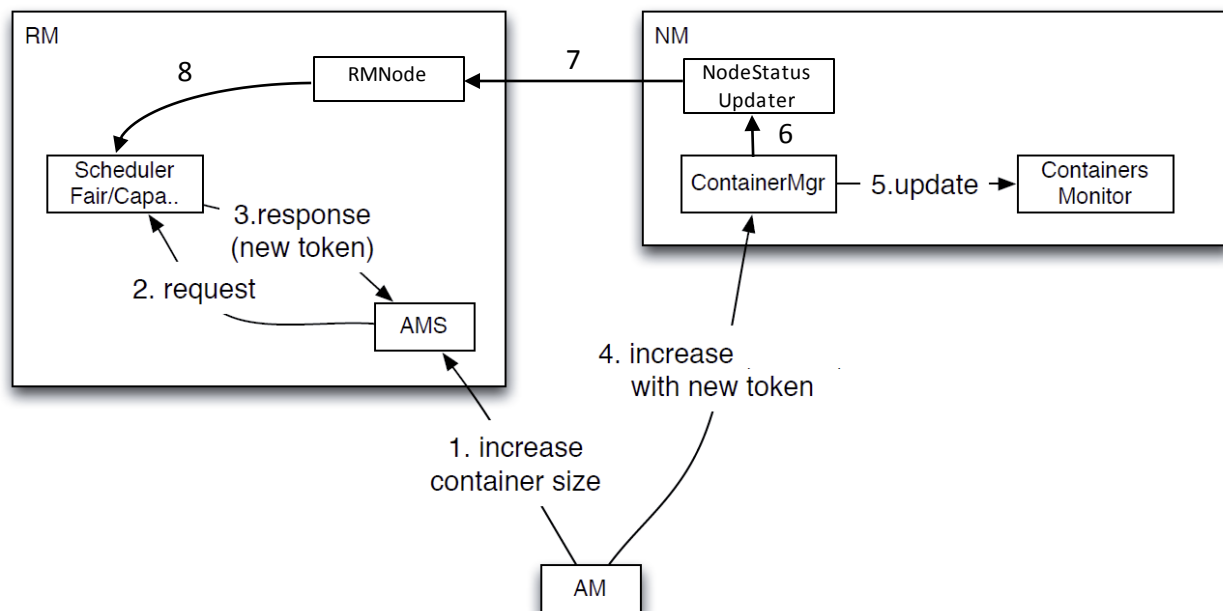 RM
8
RMNode
7
NM
NodeStatus
Updater
6
Scheduler
Fair/Capa..
3.response
(new token)
2. request
AMS
ContainerMgr
5.update
Containers
Monitor
4. increase
with new token
1. increase
container size
AM